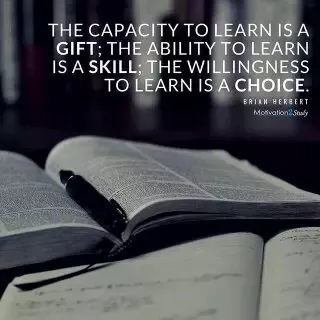 THE CAPACITY TO LEARN IS A
GIFT; THE ABILITY TO LEARN
IS A SKILL; THE WILLINGNESS
TO LEARN IS A CHOICE.
BRIAN HERBERT
Motivation2Study